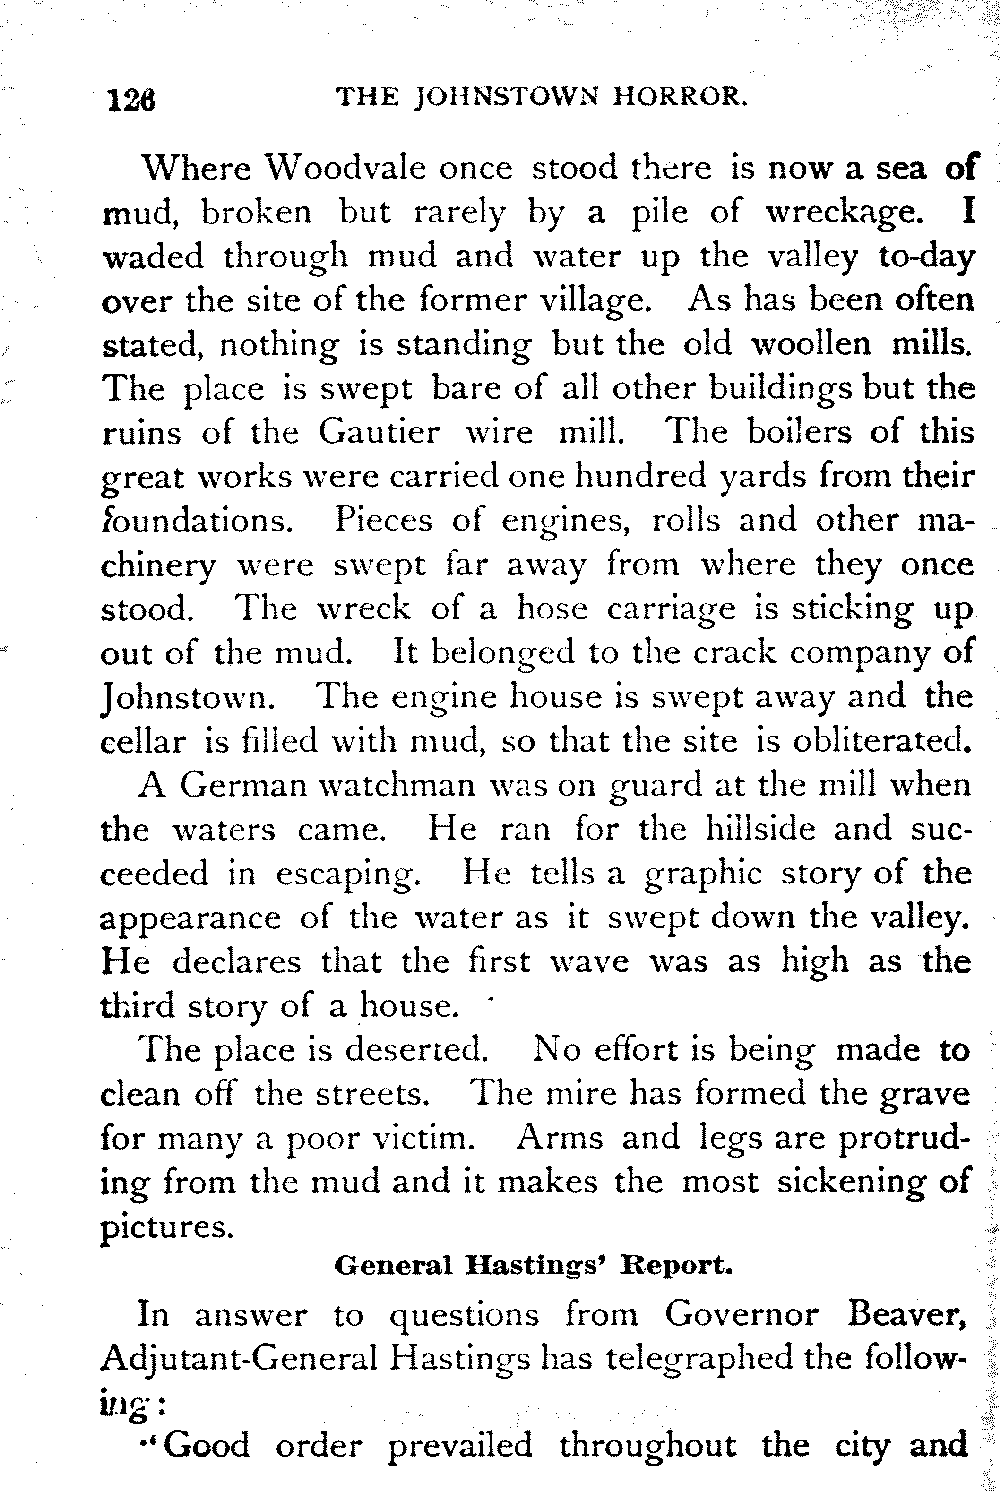 126 THE JOHNSTOWN HORROR.
Where Woodvale once stood there is now a sea of
mud, broken but rarely by a pile of wreckage. I
waded through mud and water up the valley to-day
over the site of the former village. As has been often
stated, nothing is standing but the old woollen mills.
The place is swept bare of all other buildings but the
ruins of the Gautier wire mill. The boilers of this
great works were carried one hundred yards from their
foundations. Pieces of engines, rolls and other ma-
chinery were swept far away from where they once
stood. The wreck of a hose carriage is sticking up
out of the mud. It belonged to the crack company of
Johnstown. The engine house is swept away and the
cellar is filled with mud, so that the site is obliterated.
A German watchman was on guard at the mill when
the waters came. He ran for the hillside and suc-
ceeded in escaping. He tells a graphic story of the
appearance of the water as it swept down the valley.
He declares that the first wave was as high as the
third story of a house.
The place is deserted. No effort is being made to
clean off the streets. The mire has formed the grave
for many a poor victim. Arms and legs are protrud-
ing from the mud and it makes the most sickening of
pictures.
General Hastings' Report.
In answer to questions from Governor Beaver,
Adjutant-General Hastings has telegraphed the follow-
ing:
"Good order prevailed throughout the city and